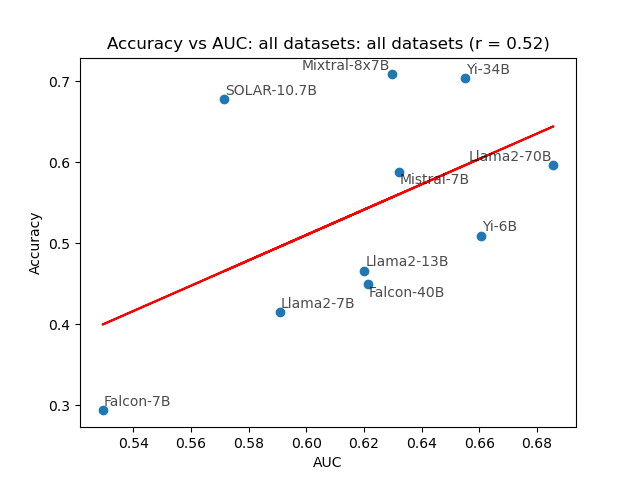 Accuracy vs AUC: all datasets: all datasets (r = 0.52)
Mixtral-8x7B
Yi-34B
SOLAR-10.7B
Llama2-70B
Mistral-7B
Yi-6B
Llama2-13B
Falcon-40B
Llama2-7B
Falcon-7B
0.7
0.6
0.5
0.4
0.3
Accuracy
0.54 0.56 0.58 0.60 0.62 0.64 0.66 0.68
AUC